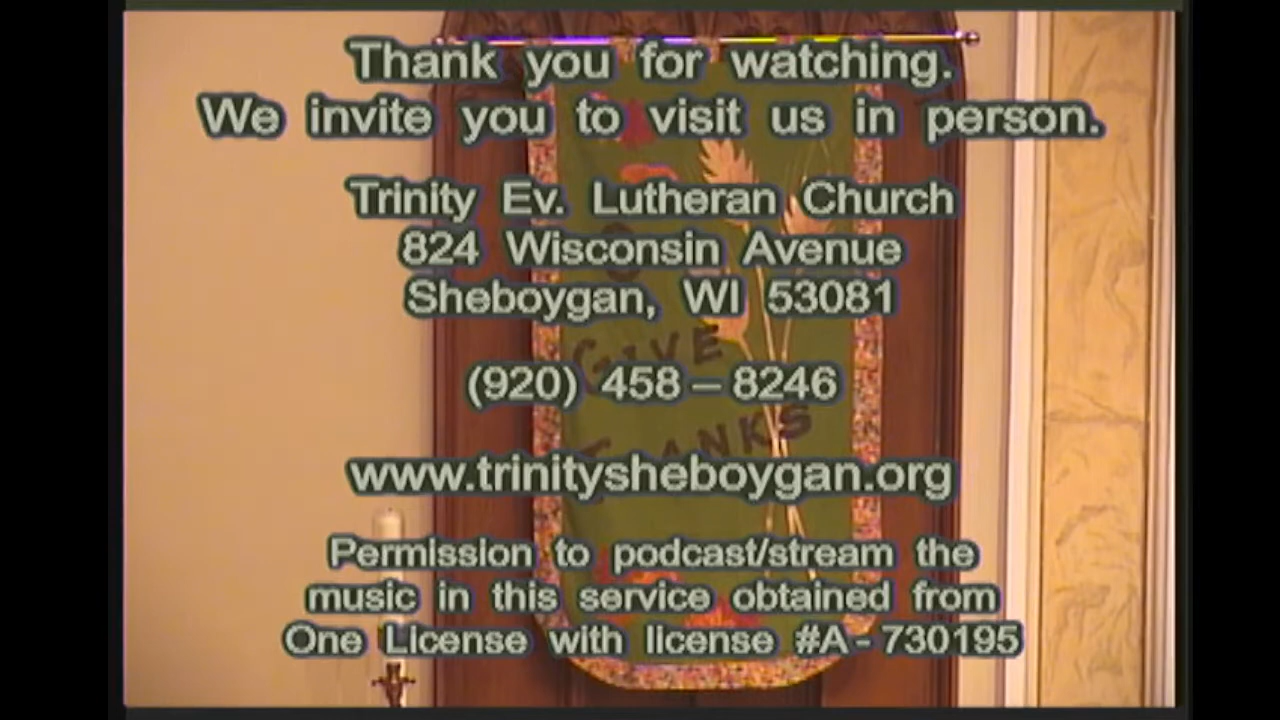 Thank you for watching.
We invite you to visit us in person.
Trinity Ev. Lutheran Church
824 Wisconsin Avenue
Sheboygan, WI 53081
GIVE
(920) 458 – 8246
www.trinitysheboygan.org
Permission to podcast/stream the
music in this service obtained from
One License with license #A - 730195